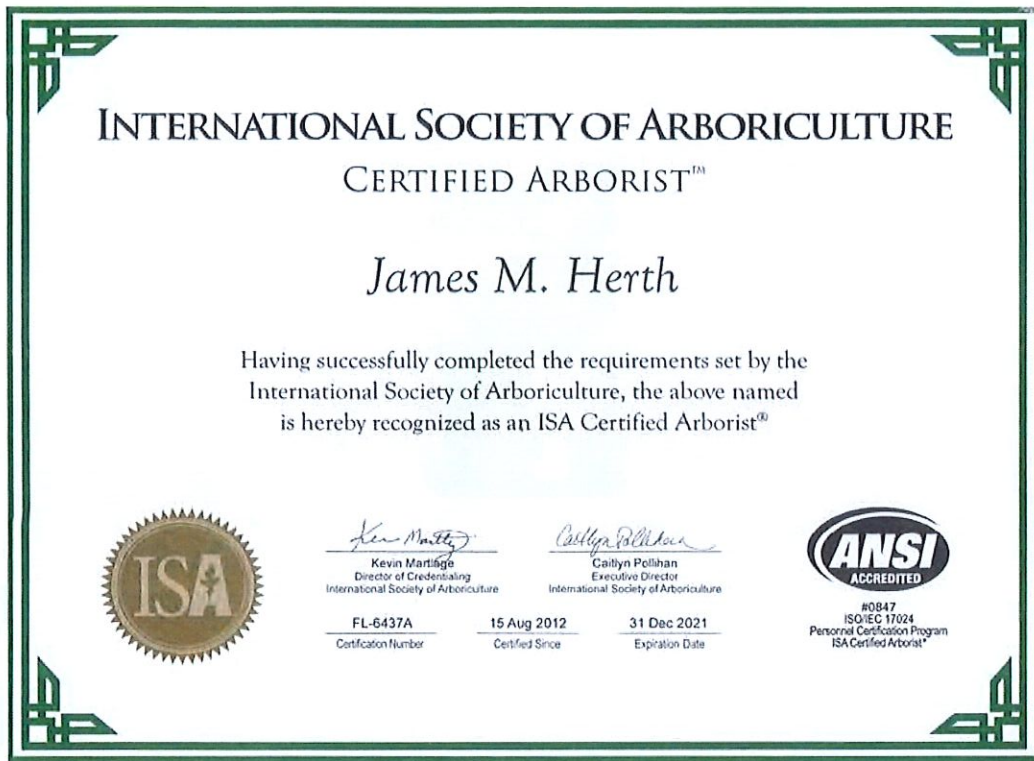 INTERNATIONAL SOCIETY OF ARBORICULTURE
CERTIFIED ARBORIST™
James M. Herth
Having successfully completed the requirements set by the
International Society of Arboriculture, the above named
is hereby recognized as an ISA Certified Arborist®
ISA
Kevin Martlage
Director of Credentialing
International Society of Arboriculture
Caitlyn Pollihan
Executive Director
International Society of Arboriculture
FL-6437A
Certification Number
15 Aug 2012
Certified Since
31 Dec 2021
Expiration Date
ANSI
ACCREDITED
#0847
ISO/IEC 17024
Personnel Certification Program
ISA Certified Arborist®